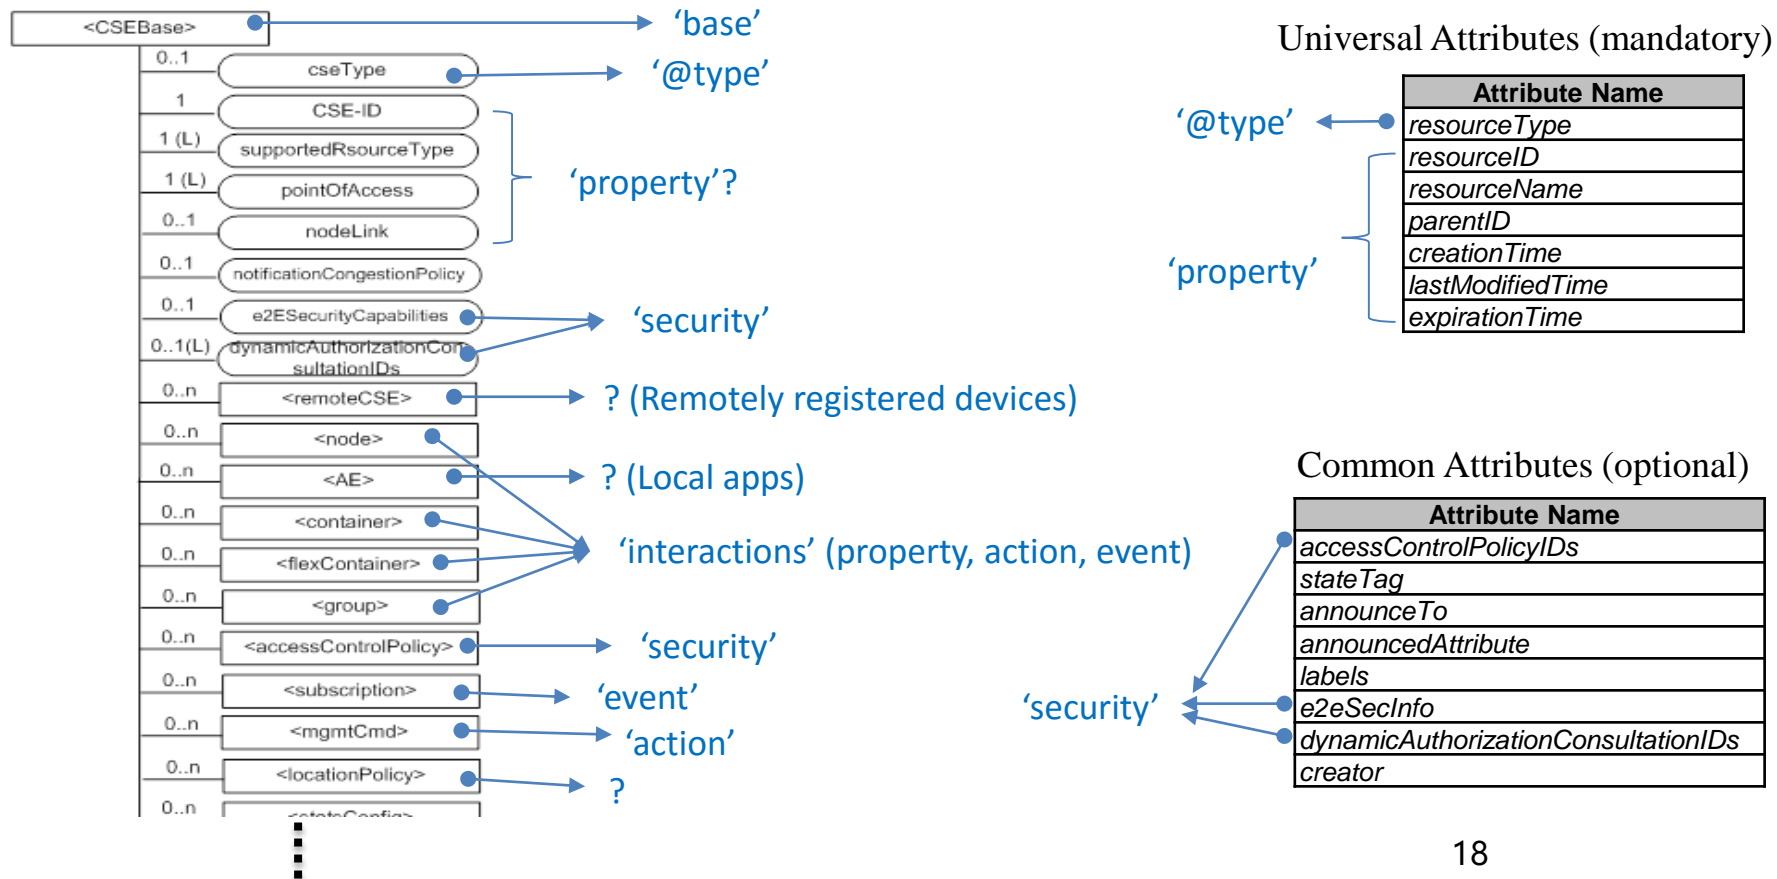 <CSEBase>
'base'
0..1
cseType
'@type'
1
CSE-ID
1 (L)
supportedRsourceType
1 (L)
pointOfAccess
'property'?
0..1
nodeLink
0..1
notificationCongestionPolicy
0..1
e2ESecurityCapabilities
'security'
0..1(L)
dynamicAuthorizationCon
sultationIDs
0..n
<remoteCSE>
? (Remotely registered devices)
0..n
<node>
0..n
<AE>
? (Local apps)
0..n
<container>
'interactions' (property, action, event)
0..n
<flexContainer>
0..n
<group>
0..n
<accessControlPolicy>
'security'
0..n
<subscription>
'event'
0..n
<mgmtCmd>
'action'
0..n
<locationPolicy>
?
0..n
Universal Attributes (mandatory)
Attribute Name
'@type'
resourceType
resourceID
resourceName
parentID
creationTime
'property'
lastModifiedTime
expirationTime
Common Attributes (optional)
Attribute Name
accessControlPolicyIDs
stateTag
announceTo
announcedAttribute
labels
'security'
e2eSecInfo
dynamicAuthorizationConsultationIDs
creator
18